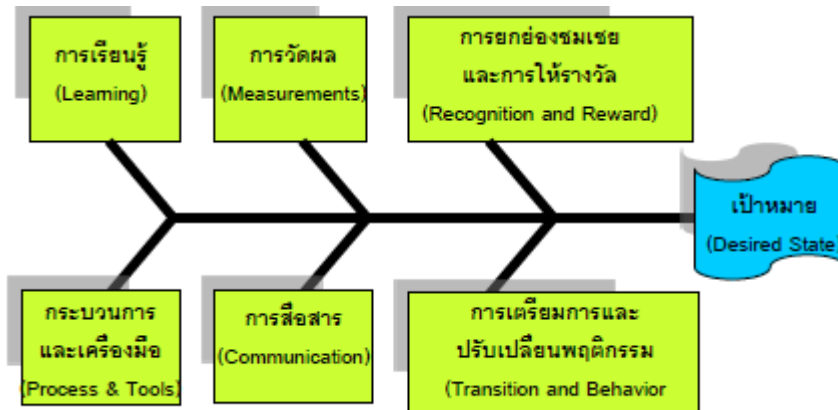 การเรียนรู้
(Learning)
การวัดผล
(Measurements)
การยกย่องชมเชย
และการให้รางวัล
(Recognition and Reward)
เป้าหมาย
(Desired State)
กระบวนการ
และเครื่องมือ
(Process & Tools)
การสื่อสาร
(Communication)
การเตรียมการและ
ปรับเปลี่ยนพฤติกรรม
(Transition and Behavior